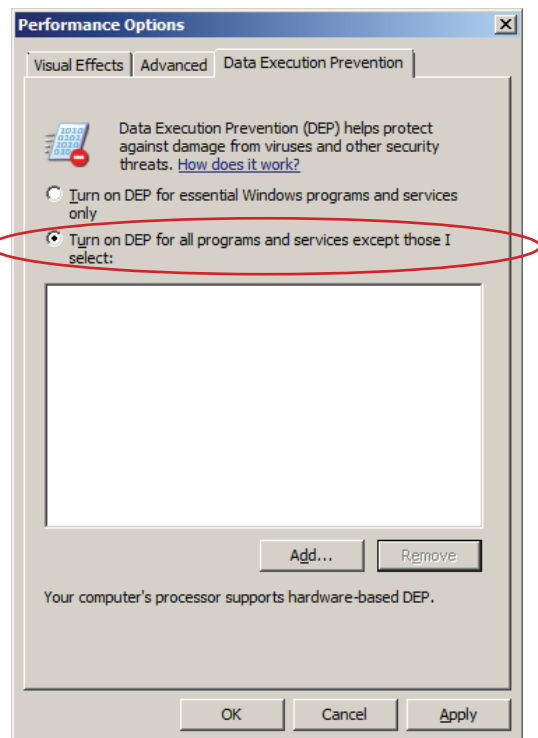 Performance Options
Visual Effects Advanced Data Execution Prevention
Data Execution Prevention (DEP) helps protect
against damage from viruses and other security
threats. How does it work?
Turn on DEP for essential Windows programs and services
only
Turn on DEP for all programs and services except those I
select:
Add... Remove
Your computer's processor supports hardware-based DEP.
OK Cancel Apply